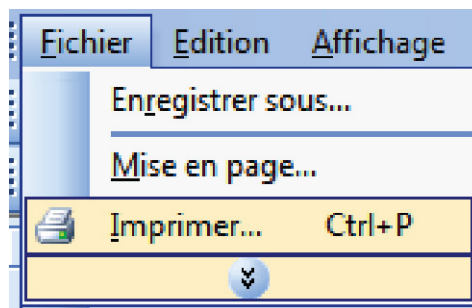 Fichier Edition Affichage
Enregistrer sous...
Mise en page...
Imprimer... Ctrl+P